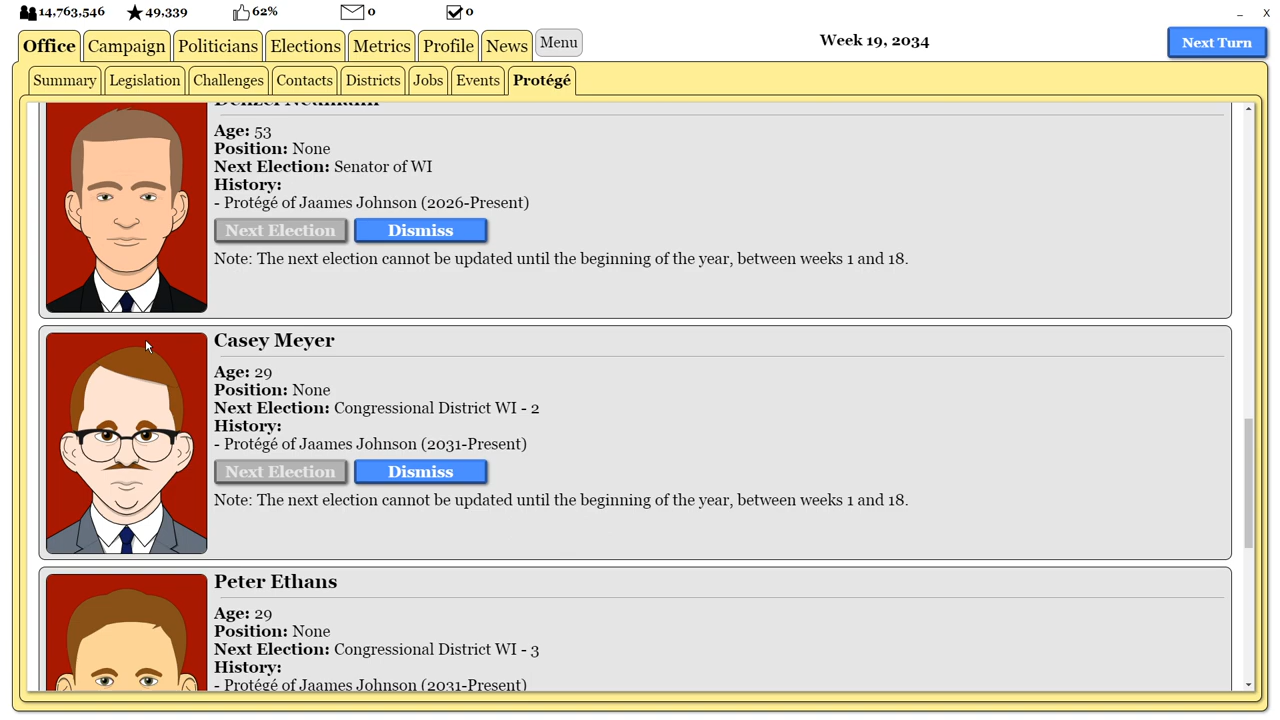 14,763,546 49,339 62% 0 0 _ X
Office Campaign Politicians Elections Metrics Profile News Menu Week 19, 2034 Next Turn
Summary Legislation Challenges Contacts Districts Jobs Events Protégé
Denzel Neumann
Age: 53
Position: None
Next Election: Senator of WI
History:
- Protégé of Jaames Johnson (2026-Present)
Next Election Dismiss
Note: The next election cannot be updated until the beginning of the year, between weeks 1 and 18.
Casey Meyer
Age: 29
Position: None
Next Election: Congressional District WI - 2
History:
- Protégé of Jaames Johnson (2031-Present)
Next Election Dismiss
Note: The next election cannot be updated until the beginning of the year, between weeks 1 and 18.
Peter Ethans
Age: 29
Position: None
Next Election: Congressional District WI - 3
History:
- Protégé of Jaames Johnson (2031-Present)